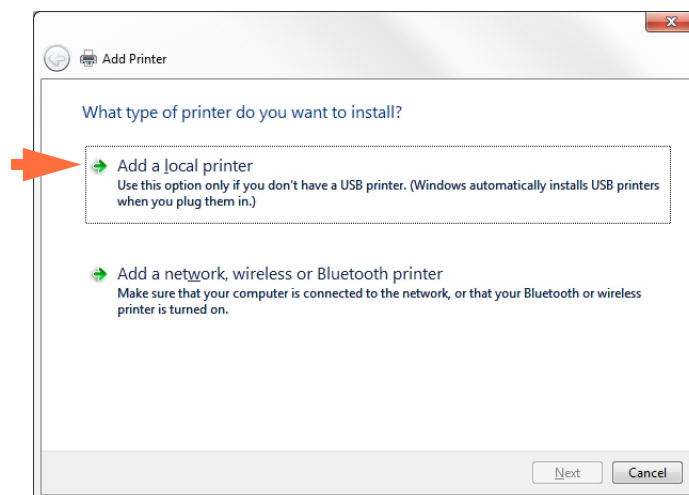 Add Printer
What type of printer do you want to install?
Add a local printer
Use this option only if you don't have a USB printer. (Windows automatically installs USB printers
when you plug them in.)
Add a network, wireless or Bluetooth printer
Make sure that your computer is connected to the network, or that your Bluetooth or wireless
printer is turned on.
Next
Cancel